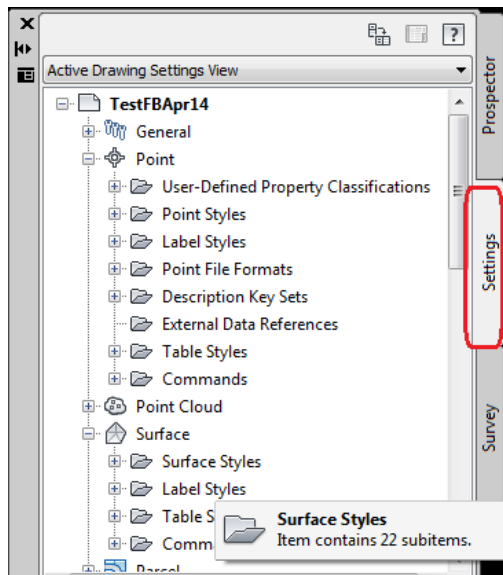 Active Drawing Settings View
TestFBApr14
General
Point
User-Defined Property Classifications
Point Styles
Label Styles
Point File Formats
Description Key Sets
External Data References
Table Styles
Commands
Point Cloud
Surface
Surface Styles
Label Styles
Table S
Comm
Parcel
Surface Styles
Item contains 22 subitems.
Prospector
Settings
Survey